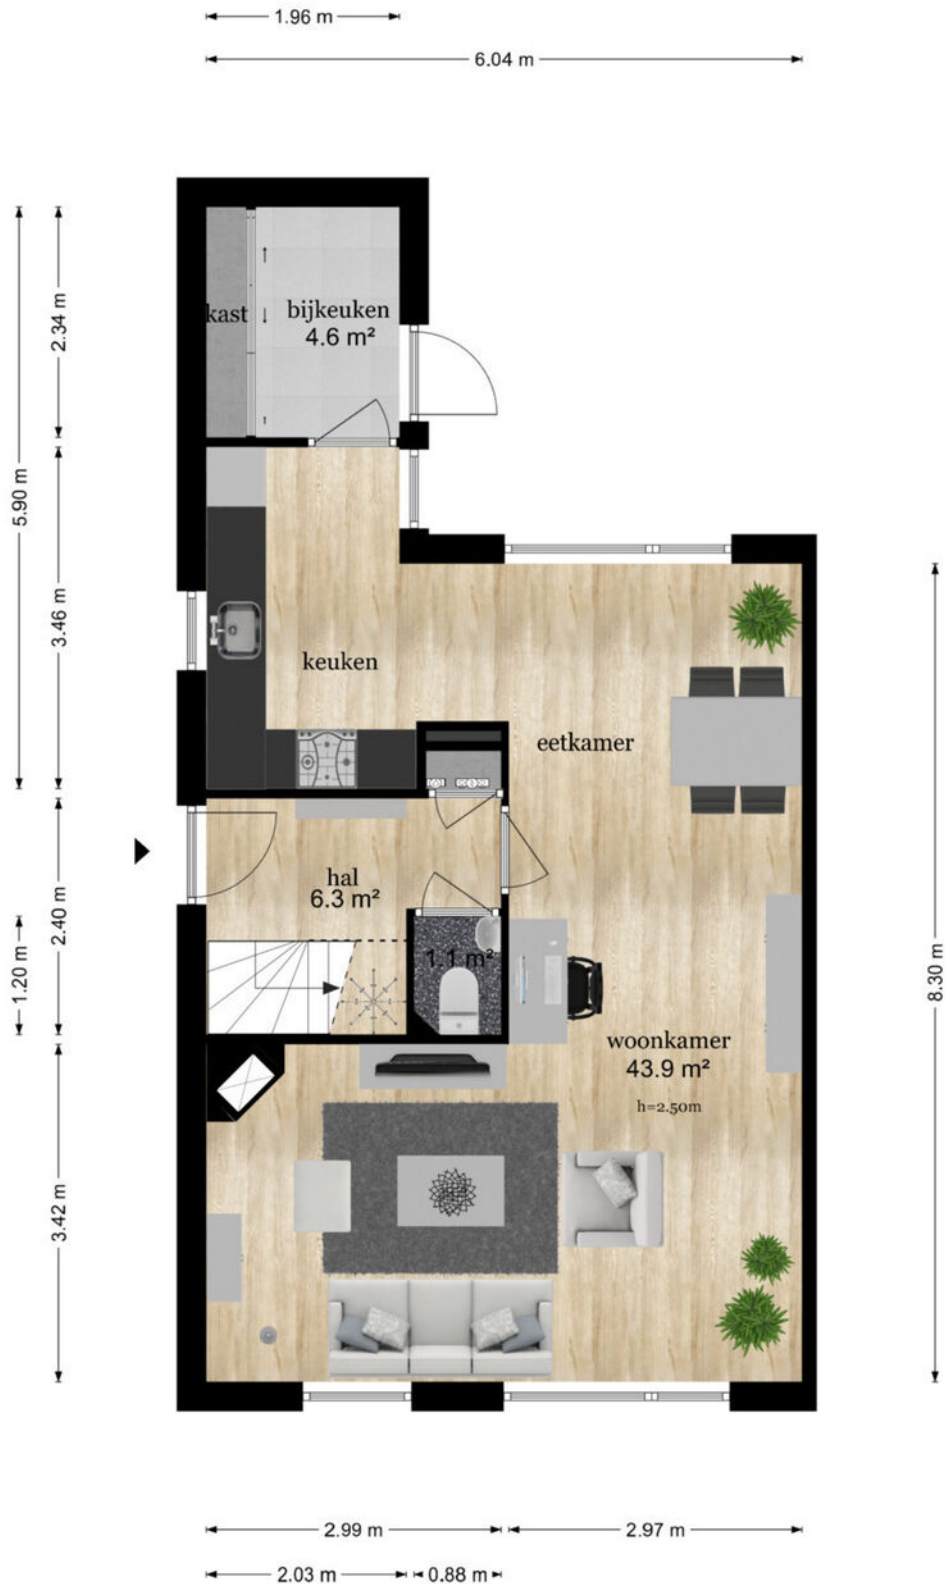 1.96 m
6.04 m
5.90 m
2.34 m
kast
bijkeuken
4.6 m²
3.46 m
keuken
eetkamer
hal
6.3 m²
2.40 m
1.20 m
1.1 m²
8.30 m
woonkamer
43.9 m²
h=2.50m
3.42 m
2.99 m
2.97 m
2.03 m
0.88 m